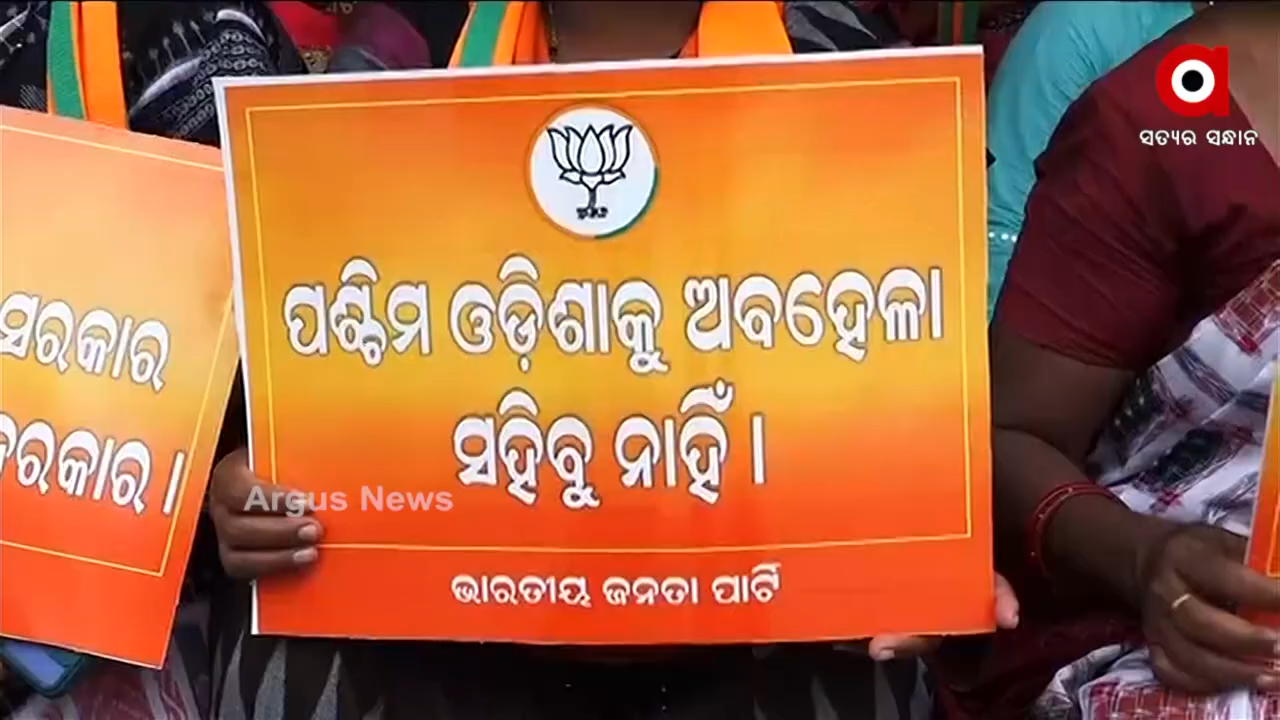 ସତ୍ୟର ସନ୍ଧାନ
ପଶ୍ଚିମ ଓଡ଼ିଶାକୁ ଅବହେଳା
ସହିବୁ ନାହିଁ ।
ଭାରତୀୟ ଜନତା ପାର୍ଟି
ସରକାର
ରକାର ।
Argus News